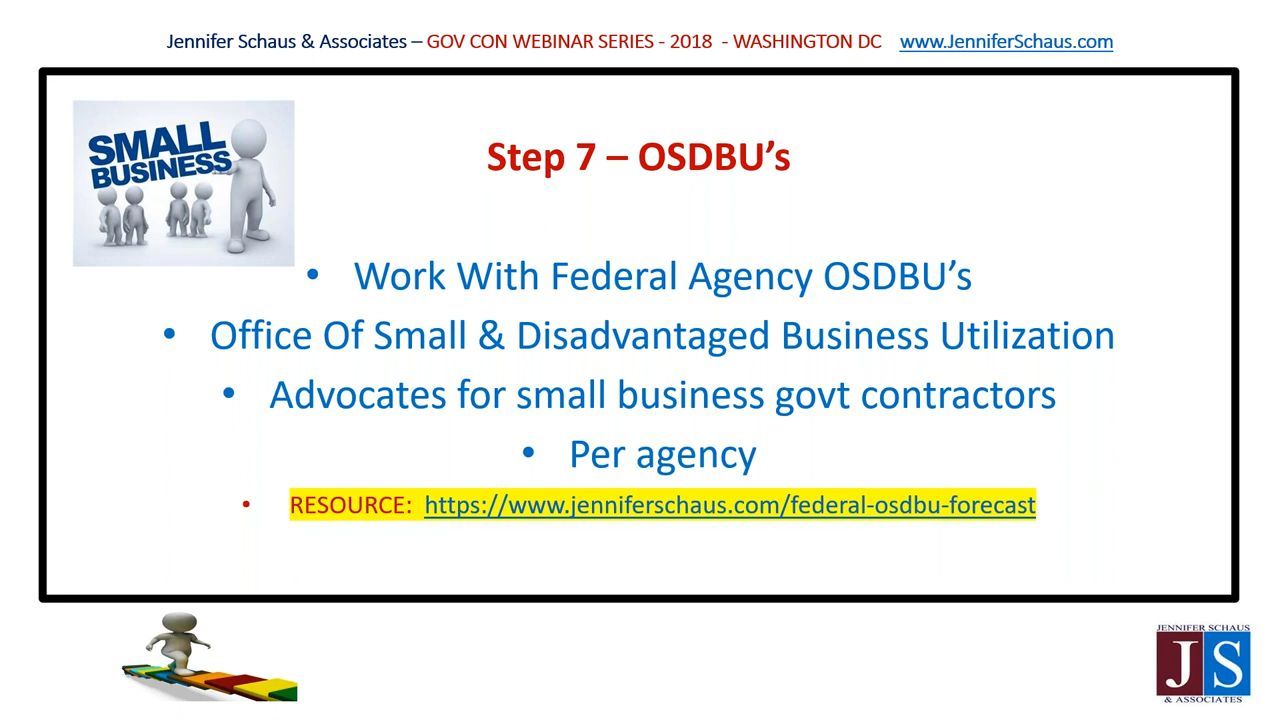 Jennifer Schaus & Associates – GOV CON WEBINAR SERIES - 2018 - WASHINGTON DC www.JenniferSchaus.com
SMALL
BUSINESS
Step 7 – OSDBU’s
• Work With Federal Agency OSDBU’s
• Office Of Small & Disadvantaged Business Utilization
• Advocates for small business govt contractors
• Per agency
• RESOURCE: https://www.jenniferschaus.com/federal-osdbu-forecast
JENNIFER SCHAUS
JS
& ASSOCIATES